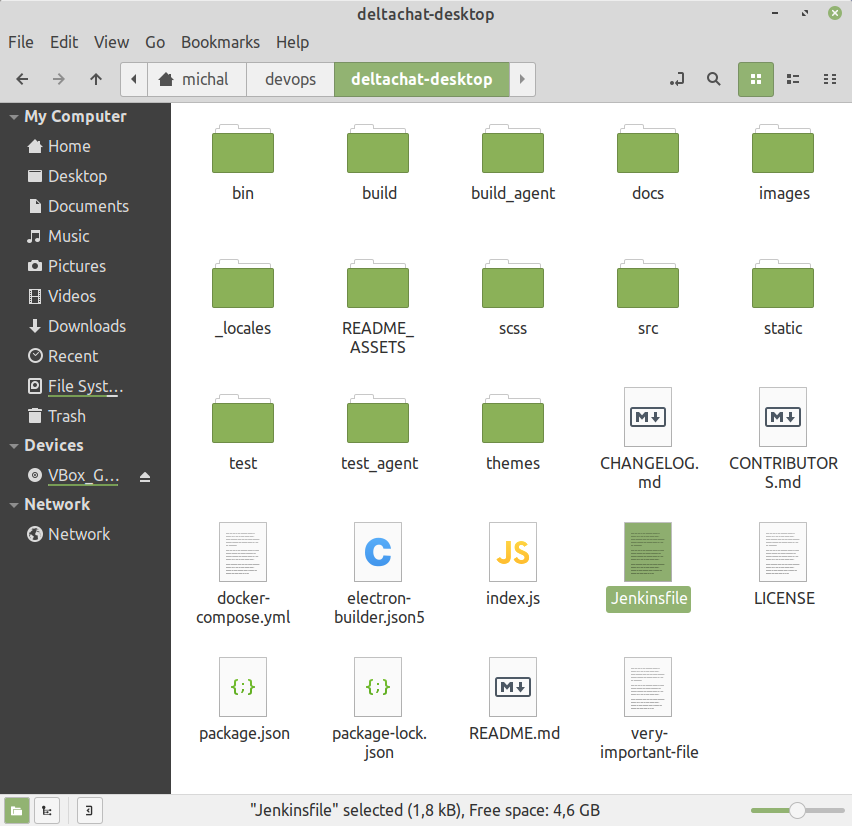 deltachat-desktop
File Edit View Go Bookmarks Help
michal devops deltachat-desktop
My Computer
Home
Desktop
Documents
Music
Pictures
Videos
Downloads
Recent
File Syst...
Trash
Devices
VBox_G...
Network
Network
bin build build_agent docs images
_locales README_ scss src static
ASSETS
test test_agent themes CHANGELOG. CONTRIBUTOR
md S.md
docker- electron- index.js Jenkinsfile LICENSE
compose.yml builder.json5
package.json package-lock. README.md very-
json important-file
C
JS
{;} {;}
"Jenkinsfile" selected (1,8 kB), Free space: 4,6 GB